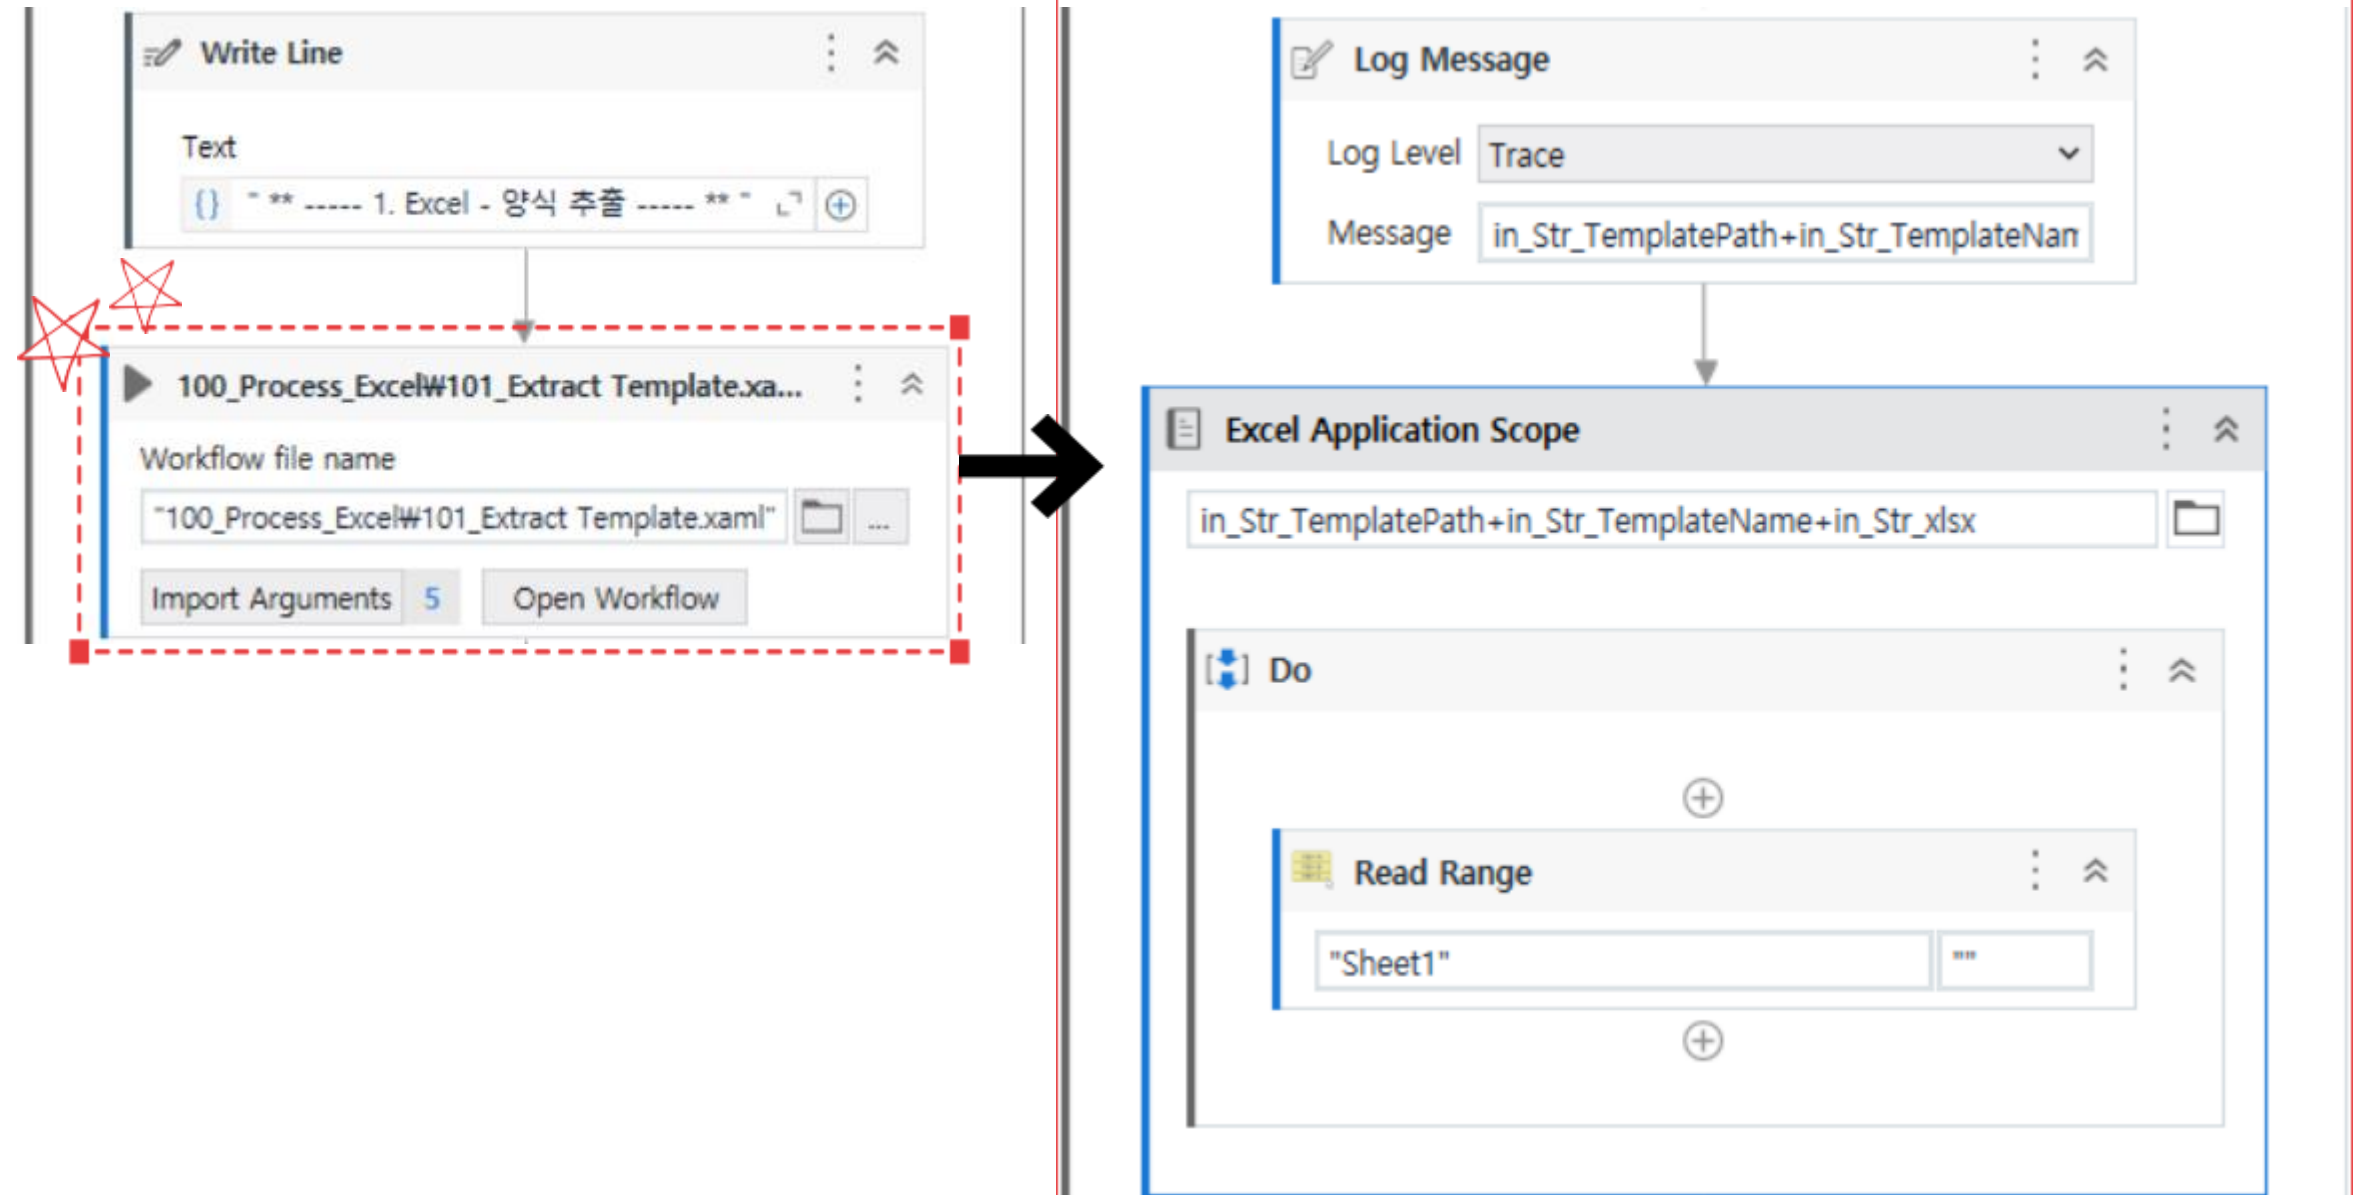 Write Line
Text
{} " ** ----- 1. Excel - 양식 추출 ----- ** "
100_Process_Excel₩101_Extract Template.xa...
Workflow file name
"100_Process_Excel₩101_Extract Template.xaml" ...
Import Arguments 5 Open Workflow
Log Message
Log Level Trace
Message in_Str_TemplatePath+in_Str_TemplateNam
Excel Application Scope
in_Str_TemplatePath+in_Str_TemplateName+in_Str_xlsx
Do
Read Range
"Sheet1" ""